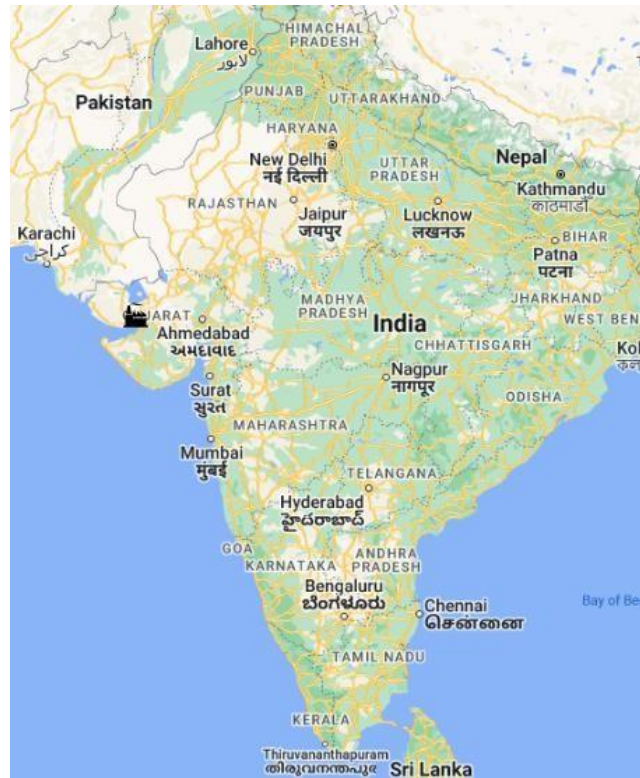 HIMACHAL
PRADESH
Lahore
لاہور
Pakistan
PUNJAB
UTTARAKHAND
HARYANA
New Delhi
नई दिल्ली
UTTAR
PRADESH
Nepal
Kathmandu
काठमाडौं
RAJASTHAN
Jaipur
जयपुर
Lucknow
लखनऊ
Karachi
كراچى
BIHAR
Patna
पटना
MADHYA
PRADESH
JHARKHAND
JARAT
Ahmedabad
અમદાવાદ
India
WEST BEN
CHHATTISGARH
Kol
Nagpur
नागपूर
Surat
સુરત
ODISHA
MAHARASHTRA
Mumbai
मुंबई
TELANGANA
Hyderabad
హైదరాబాద్
GOA
KARNATAKA
ANDHRA
PRADESH
Bengaluru
ಬೆಂಗಳೂರು
Chennai
சென்னை
Bay of Be
TAMIL NADU
KERALA
Thiruvananthapuram
Sri Lanka